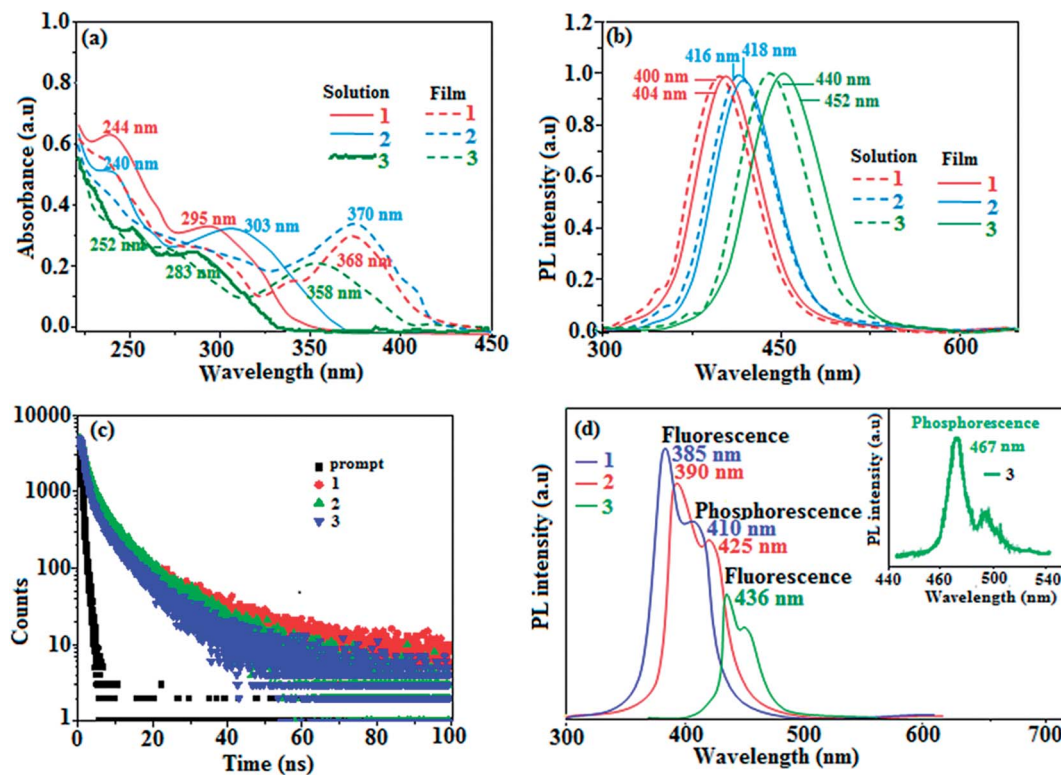 (a)
1.0
0.8
0.6
0.4
0.2
0.0
Absorbance (a.u)
244 nm
240 nm
295 nm
303 nm
370 nm
368 nm
252 nm
283 nm
358 nm
Solution Film
1 1
2 2
3 3
250 300 350 400 450
Wavelength (nm)
(b)
1.0
0.8
0.6
0.4
0.2
0.0
PL intensity (a.u)
416 nm 418 nm
400 nm 440 nm
404 nm 452 nm
Solution Film
1 1
2 2
3 3
300 450 600
Wavelength (nm)
(c)
10000
1000
100
10
1
Counts
prompt
1
2
3
0 20 40 60 80 100
Time (ns)
(d)
PL intensity (a.u)
1
2
3
Fluorescence
385 nm
390 nm
Phosphorescence
410 nm
425 nm
Fluorescence
436 nm
300 400 500 600 700
Wavelength (nm)
PL intensity (a.u)
Phosphorescence
467 nm
3
440 460 500 540
Wavelength (nm)